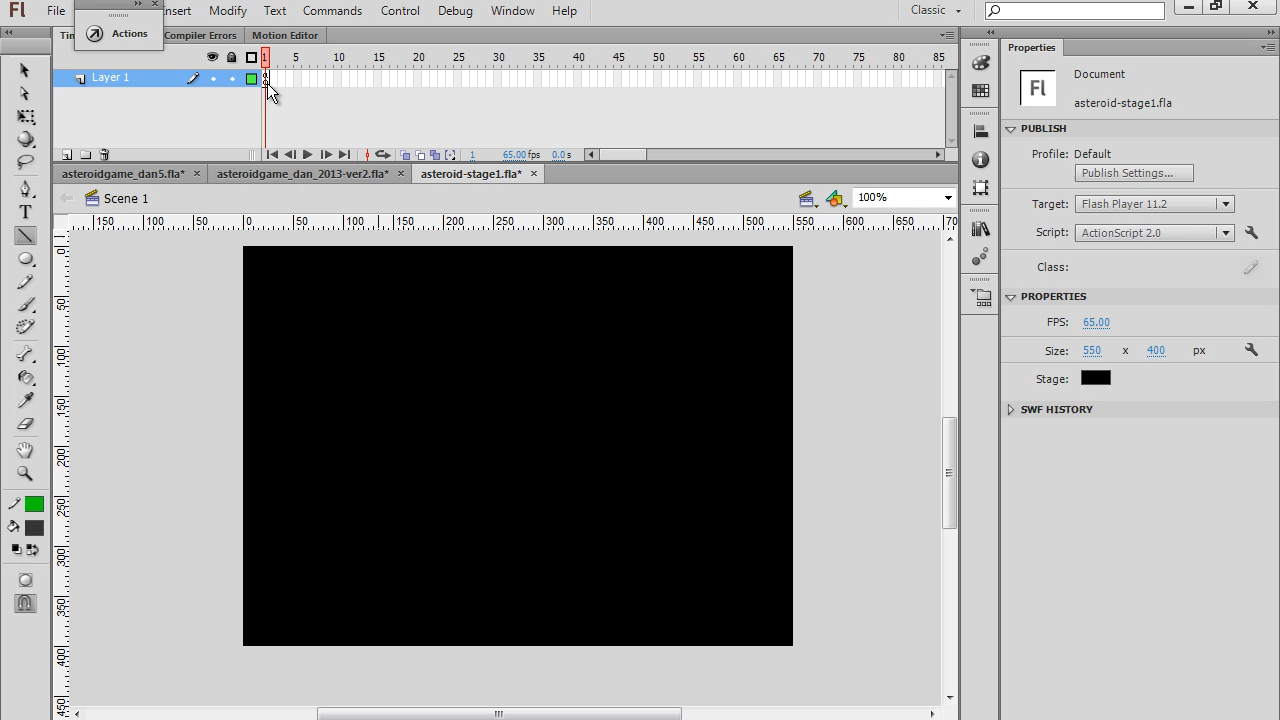 Fl File Insert Modify Text Commands Control Debug Window Help Classic
Actions
Compiler Errors Motion Editor
1 5 10 15 20 25 30 35 40 45 50 55 60 65 70 75 80 85
Layer 1
1 65.00 fps 0.0 s
asteroidgame_dan5.fla* asteroidgame_dan_2013-ver2.fla* asteroid-stage1.fla*
Scene 1 100%
150 100 50 0 50 100 150 200 250 300 350 400 450 500 550 600 650 70
0
50
100
150
200
250
300
350
400
450
Properties
Fl
Document
asteroid-stage1.fla
PUBLISH
Profile: Default
Publish Settings...
Target: Flash Player 11.2
Script: ActionScript 2.0
Class:
PROPERTIES
FPS: 65.00
Size: 550 x 400 px
Stage:
SWF HISTORY